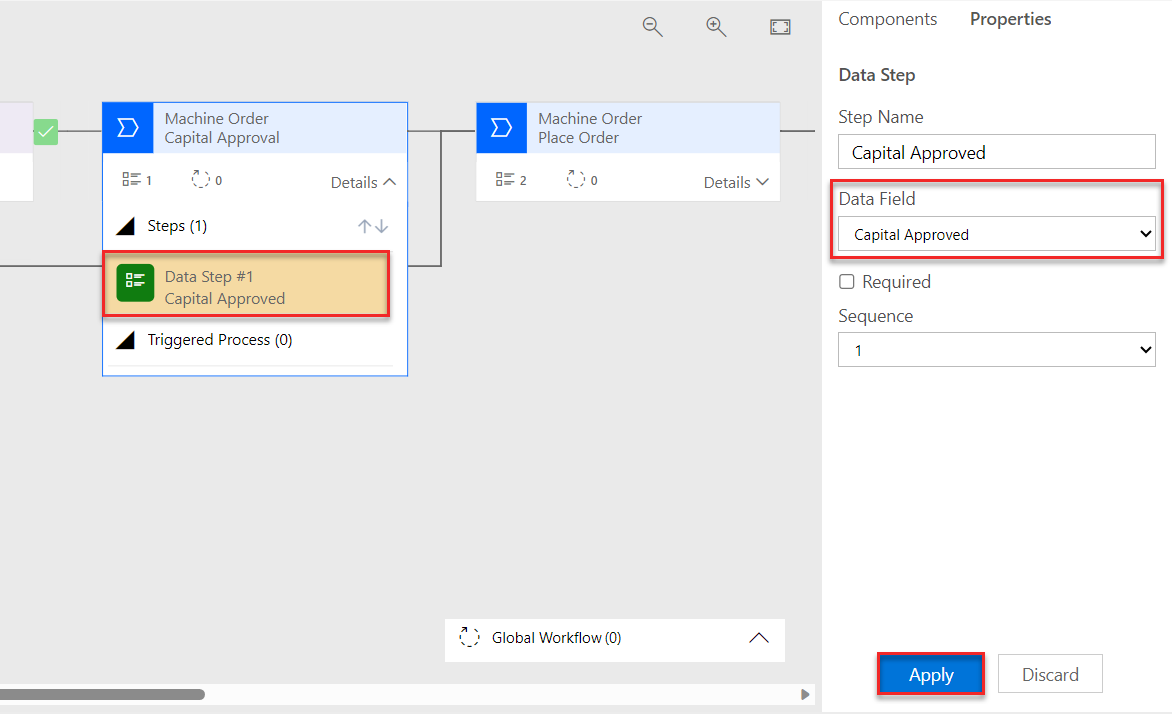 Machine Order
Capital Approval
1
0
Details
Steps (1)
Data Step #1
Capital Approved
Triggered Process (0)
Machine Order
Place Order
2
0
Details
Global Workflow (0)
Components
Properties
Data Step
Step Name
Capital Approved
Data Field
Capital Approved
Required
Sequence
1
Apply
Discard